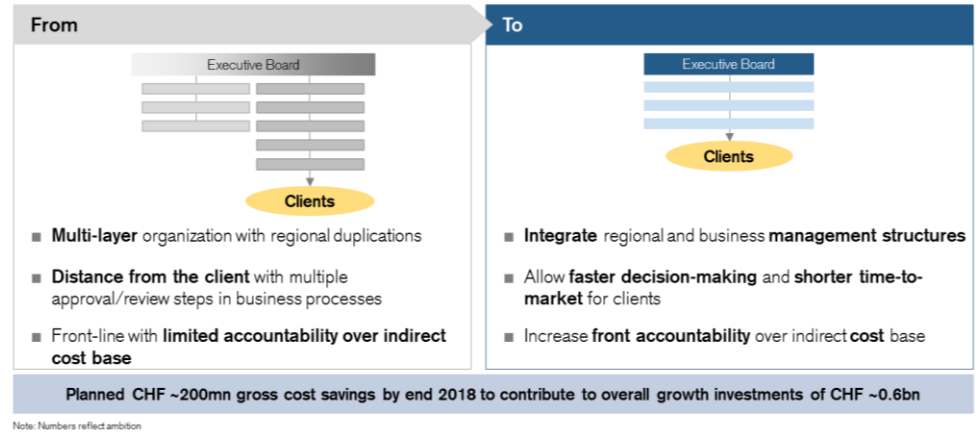 From
Executive Board
Clients
■ Multi-layer organization with regional duplications
■ Distance from the client with multiple
approval/review steps in business processes
■ Front-line with limited accountability over indirect
cost base
To
Executive Board
Clients
■ Integrate regional and business management structures
■ Allow faster decision-making and shorter time-to-
market for clients
■ Increase front accountability over indirect cost base
Planned CHF ~200mn gross cost savings by end 2018 to contribute to overall growth investments of CHF ~0.6bn
Note: Numbers reflect ambition